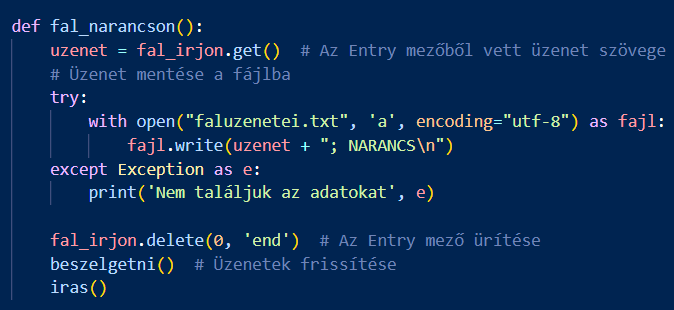 def fal_narancson():
    uzenet = fal_irjon.get()  # Az Entry mezőből vett üzenet szövege
    # Üzenet mentése a fájlba
    try:
        with open("faluzenetei.txt", 'a', encoding="utf-8") as fajl:
            fajl.write(uzenet + "; NARANCS\n")
    except Exception as e:
        print('Nem találjuk az adatokat', e)

    fal_irjon.delete(0, 'end')  # Az Entry mező ürítése
    beszelgetni()  # Üzenetek frissítése
    iras()